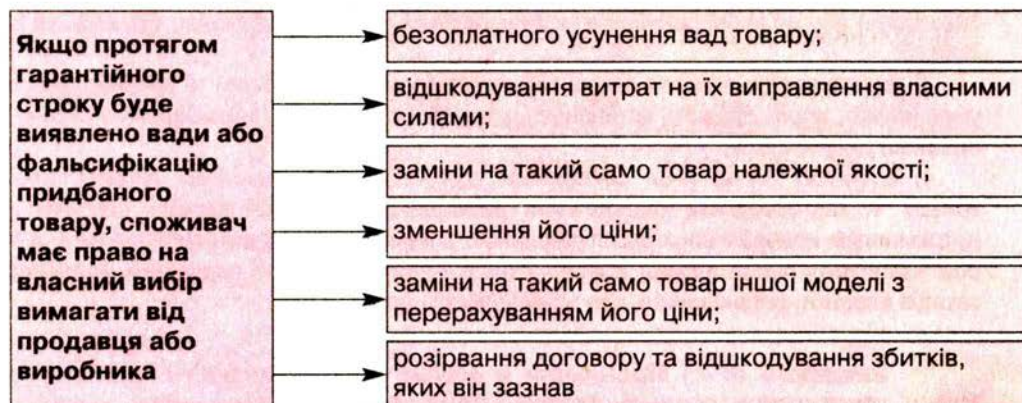 Якщо протягом
гарантійного
строку буде
виявлено вади або
фальсифікацію
придбаного
товару, споживач
має право на
власний вибір
вимагати від
продавця або
виробника
безоплатного усунення вад товару;
відшкодування витрат на їх виправлення власними
силами;
заміни на такий само товар належної якості;
зменшення його ціни;
заміни на такий само товар іншої моделі з
перерахуванням його ціни;
розірвання договору та відшкодування збитків,
яких він зазнав